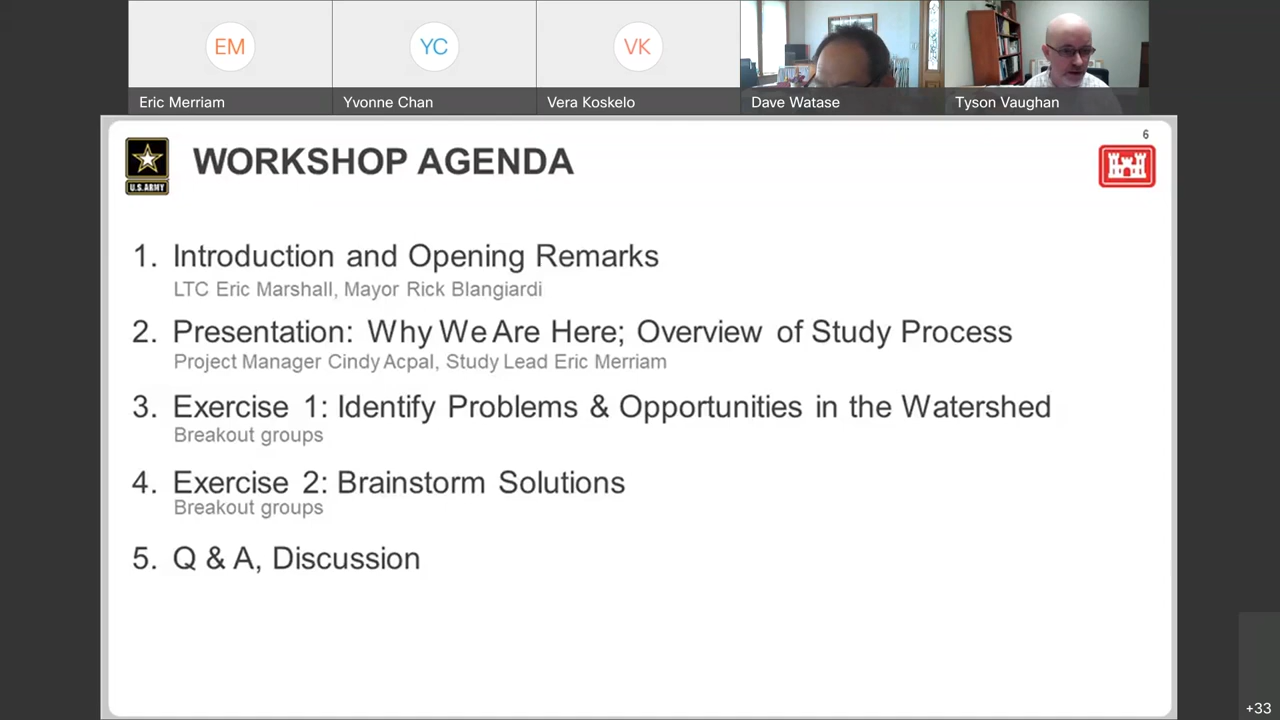 EM
YC
VK
Eric Merriam
Yvonne Chan
Vera Koskelo
Dave Watase
Tyson Vaughan
6
WORKSHOP AGENDA
U.S.ARMY
1. Introduction and Opening Remarks
LTC Eric Marshall, Mayor Rick Blangiardi
2. Presentation: Why We Are Here; Overview of Study Process
Project Manager Cindy Acpal, Study Lead Eric Merriam
3. Exercise 1: Identify Problems & Opportunities in the Watershed
Breakout groups
4. Exercise 2: Brainstorm Solutions
Breakout groups
5. Q & A, Discussion
+33